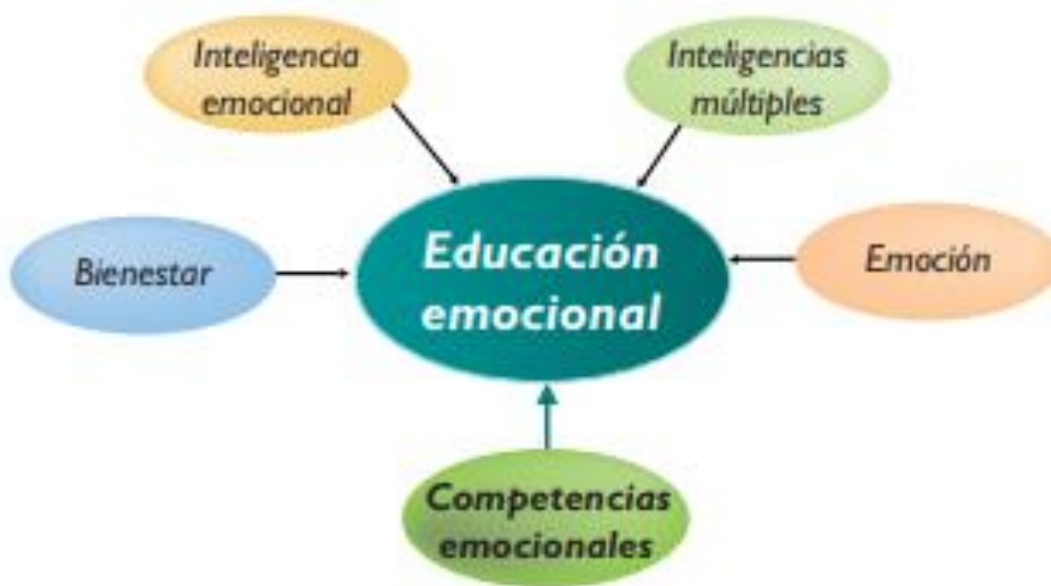 Inteligencia
emocional
Inteligencias
múltiples
Bienestar
Educación
emocional
Emoción
Competencias
emocionales